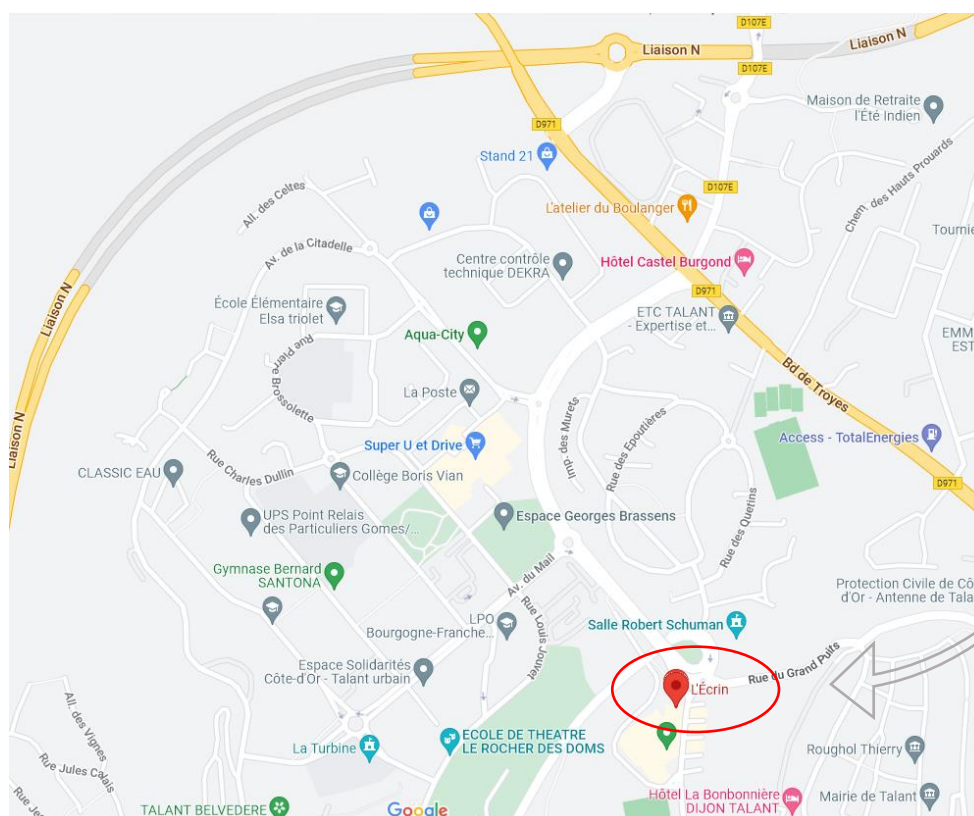 D107E
Liaison N
Liaison N
D107E
Maison de Retraite
l'Été Indien
D971
Stand 21
Chem. des Hauts Prouards
D107E
All. des Celtes
L'atelier du Boulanger
Tournie
Av. de la Citadelle
Centre contrôle
technique DEKRA
Hôtel Castel Burgond
D971
Liaison N
École Élémentaire
Elsa triolet
ETC TALANT
- Expertise et...
Aqua-City
EMM
EST
Rue Pierre Brossolette
Bd de Troyes
La Poste
Imp. des Murets
Rue des Epoutières
Liaison N
Super U et Drive
Access - TotalEnergies
Rue Charles Dullin
CLASSIC EAU
Collège Boris Vian
D971
UPS Point Relais
des Particuliers Gomes/...
Espace Georges Brassens
Rue des Quetins
Gymnase Bernard
SANTONA
Av. du Mail
Protection Civile de Cô
d'Or - Antenne de Tala
LPO
Bourgogne-Franche...
Rue Louis Jouvet
Salle Robert Schuman
Espace Solidarités
Côte-d'Or - Talant urbain
Rue du Grand Puits
L'Écrin
All. des Vignes
La Turbine
ECOLE DE THEATRE
LE ROCHER DES DOMS
Roughol Thierry
Rue Jules Calais
Rue Je
Hôtel La Bonbonnière
DIJON TALANT
Mairie de Talant
TALANT BELVEDERE
Google